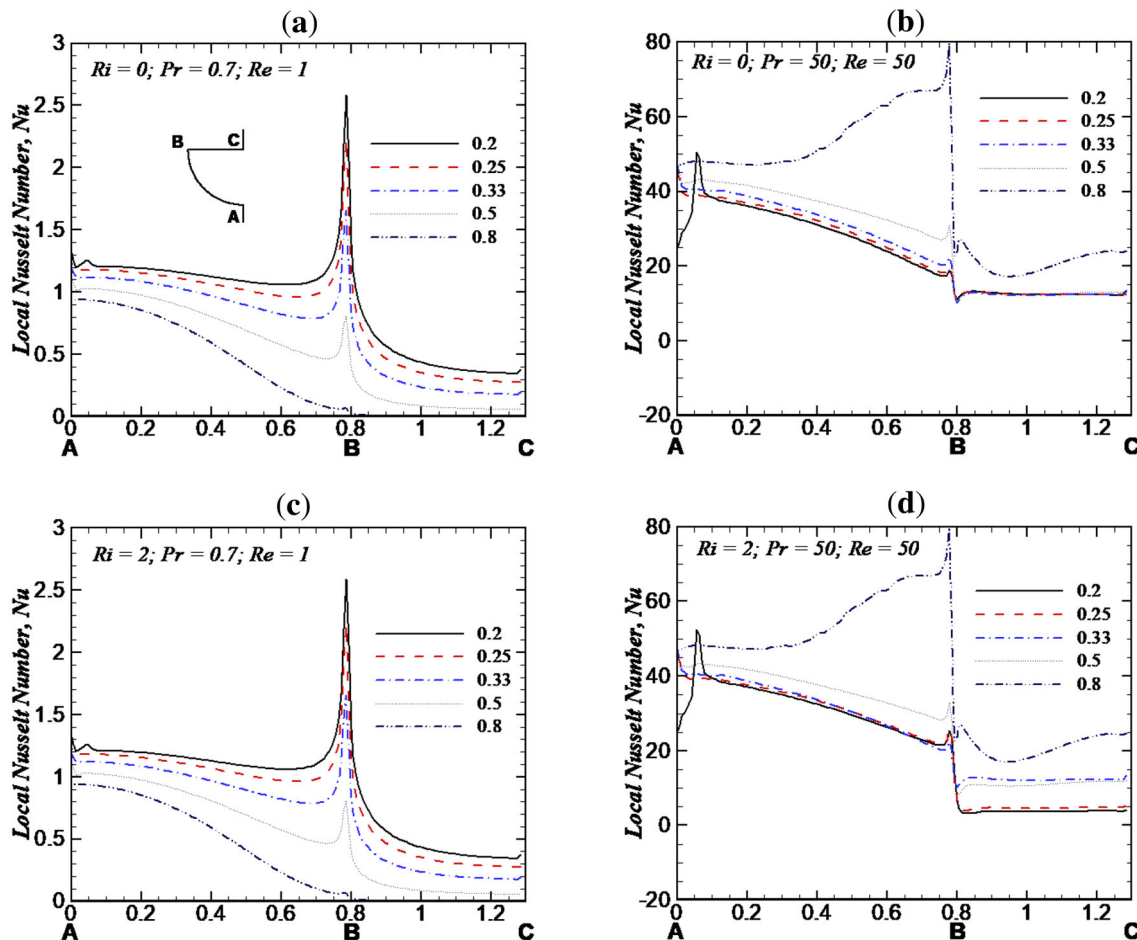 (a)
3
2.5
2
1.5
1
0.5
0
Local Nusselt Number, Nu
Ri = 0; Pr = 0.7; Re = 1
B
C
A
0.2
0.25
0.33
0.5
0.8
0 0.2 0.4 0.6 0.8 1 1.2
A B C
(b)
80
60
40
20
0
-20
Local Nusselt Number, Nu
Ri = 0; Pr = 50; Re = 50
0.2
0.25
0.33
0.5
0.8
0 0.2 0.4 0.6 0.8 1 1.2
A B C
(c)
3
2.5
2
1.5
1
0.5
0
Local Nusselt Number, Nu
Ri = 2; Pr = 0.7; Re = 1
0.2
0.25
0.33
0.5
0.8
0 0.2 0.4 0.6 0.8 1 1.2
A B C
(d)
80
60
40
20
0
-20
Local Nusselt Number, Nu
Ri = 2; Pr = 50; Re = 50
0.2
0.25
0.33
0.5
0.8
0 0.2 0.4 0.6 0.8 1 1.2
A B C